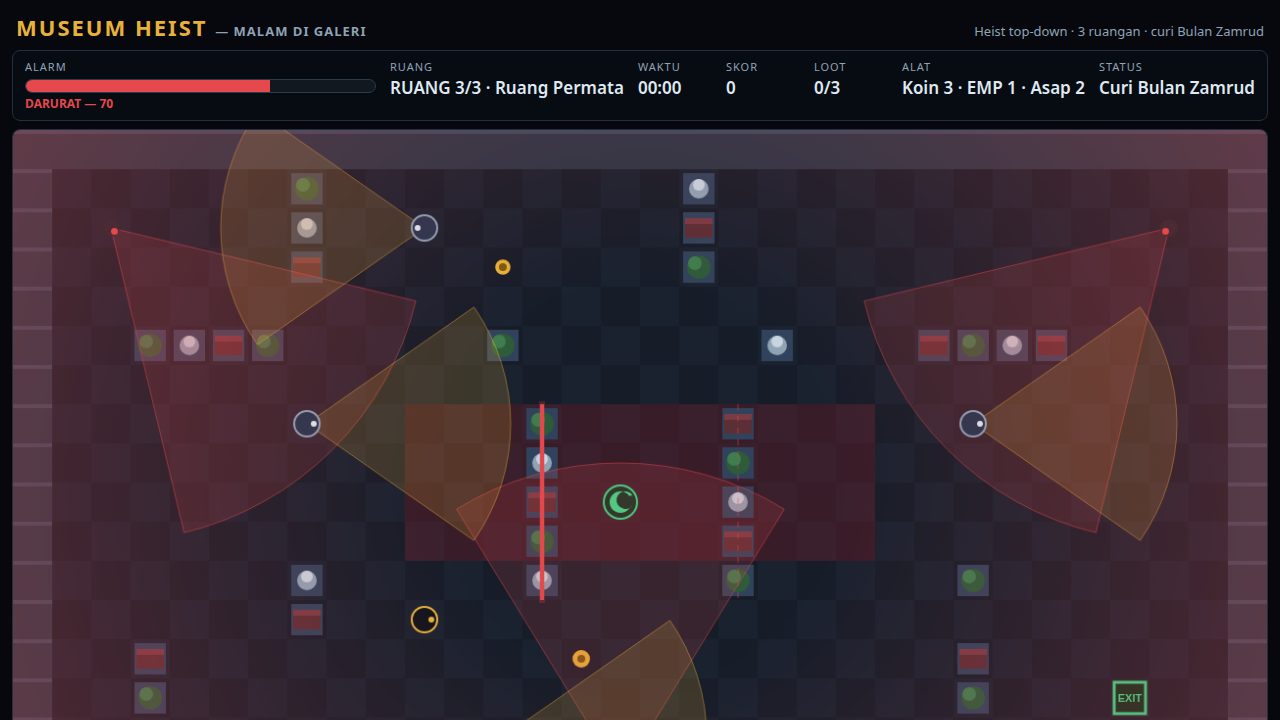 MUSEUM HEIST — MALAM DI GALERI
Heist top-down · 3 ruangan · curi Bulan Zamrud
ALARM
DARURAT — 70
RUANG
RUANG 3/3 · Ruang Permata
WAKTU
00:00
SKOR
0
LOOT
0/3
ALAT
Koin 3 · EMP 1 · Asap 2
STATUS
Curi Bulan Zamrud
EXIT